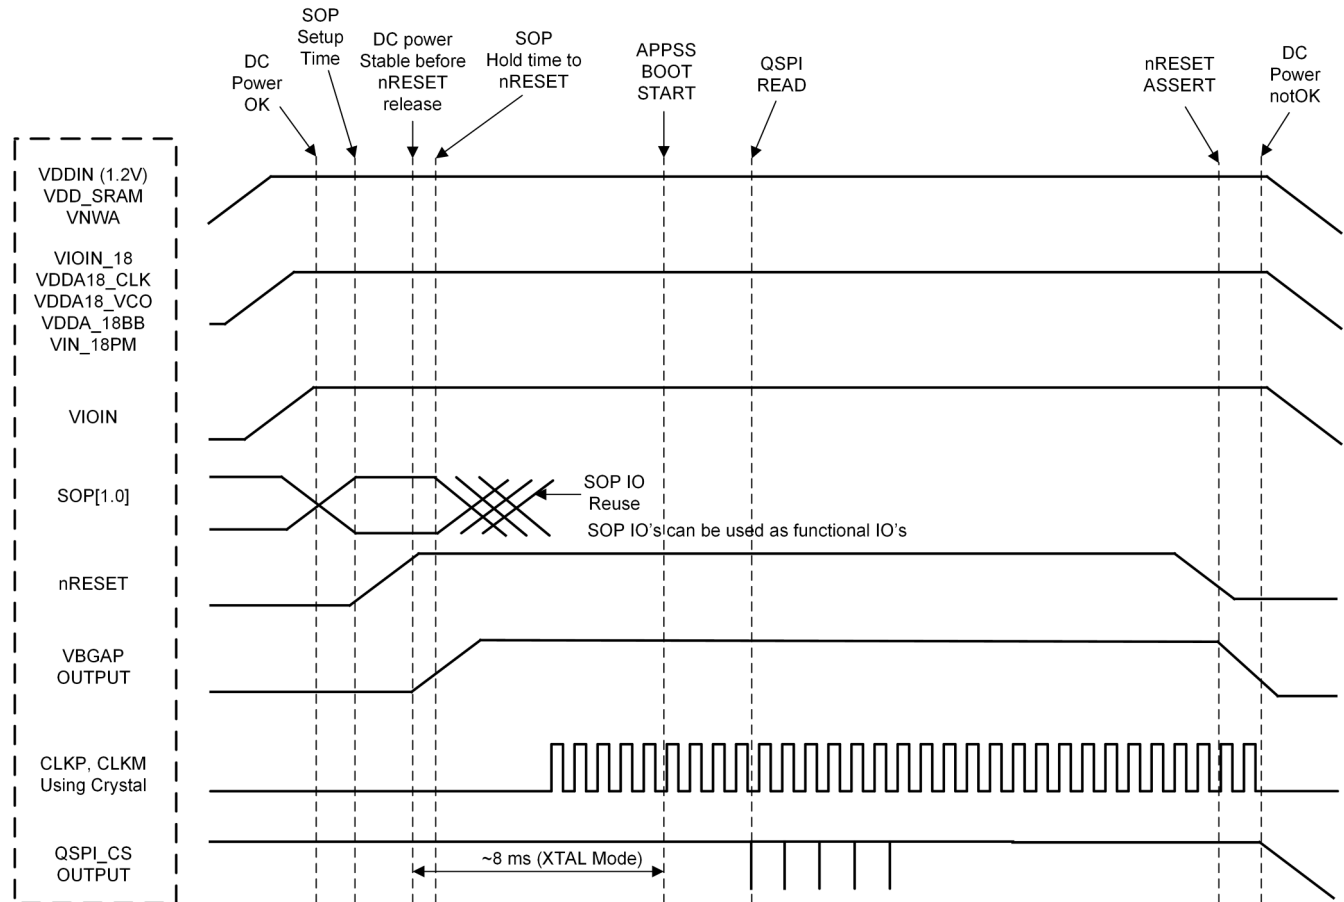 DC
Power
OK
SOP
Setup
Time
DC power
Stable before
nRESET
release
SOP
Hold time to
nRESET
APPSS
BOOT
START
QSPI
READ
nRESET
ASSERT
DC
Power
notOK
VDDIN (1.2V)
VDD_SRAM
VNWA
VIOIN_18
VDDA18_CLK
VDDA18_VCO
VDDA_18BB
VIN_18PM
VIOIN
SOP[1.0]
SOP IO
Reuse
SOP IO's can be used as functional IO's
nRESET
VBGAP
OUTPUT
CLKP, CLKM
Using Crystal
QSPI_CS
OUTPUT
~8 ms (XTAL Mode)